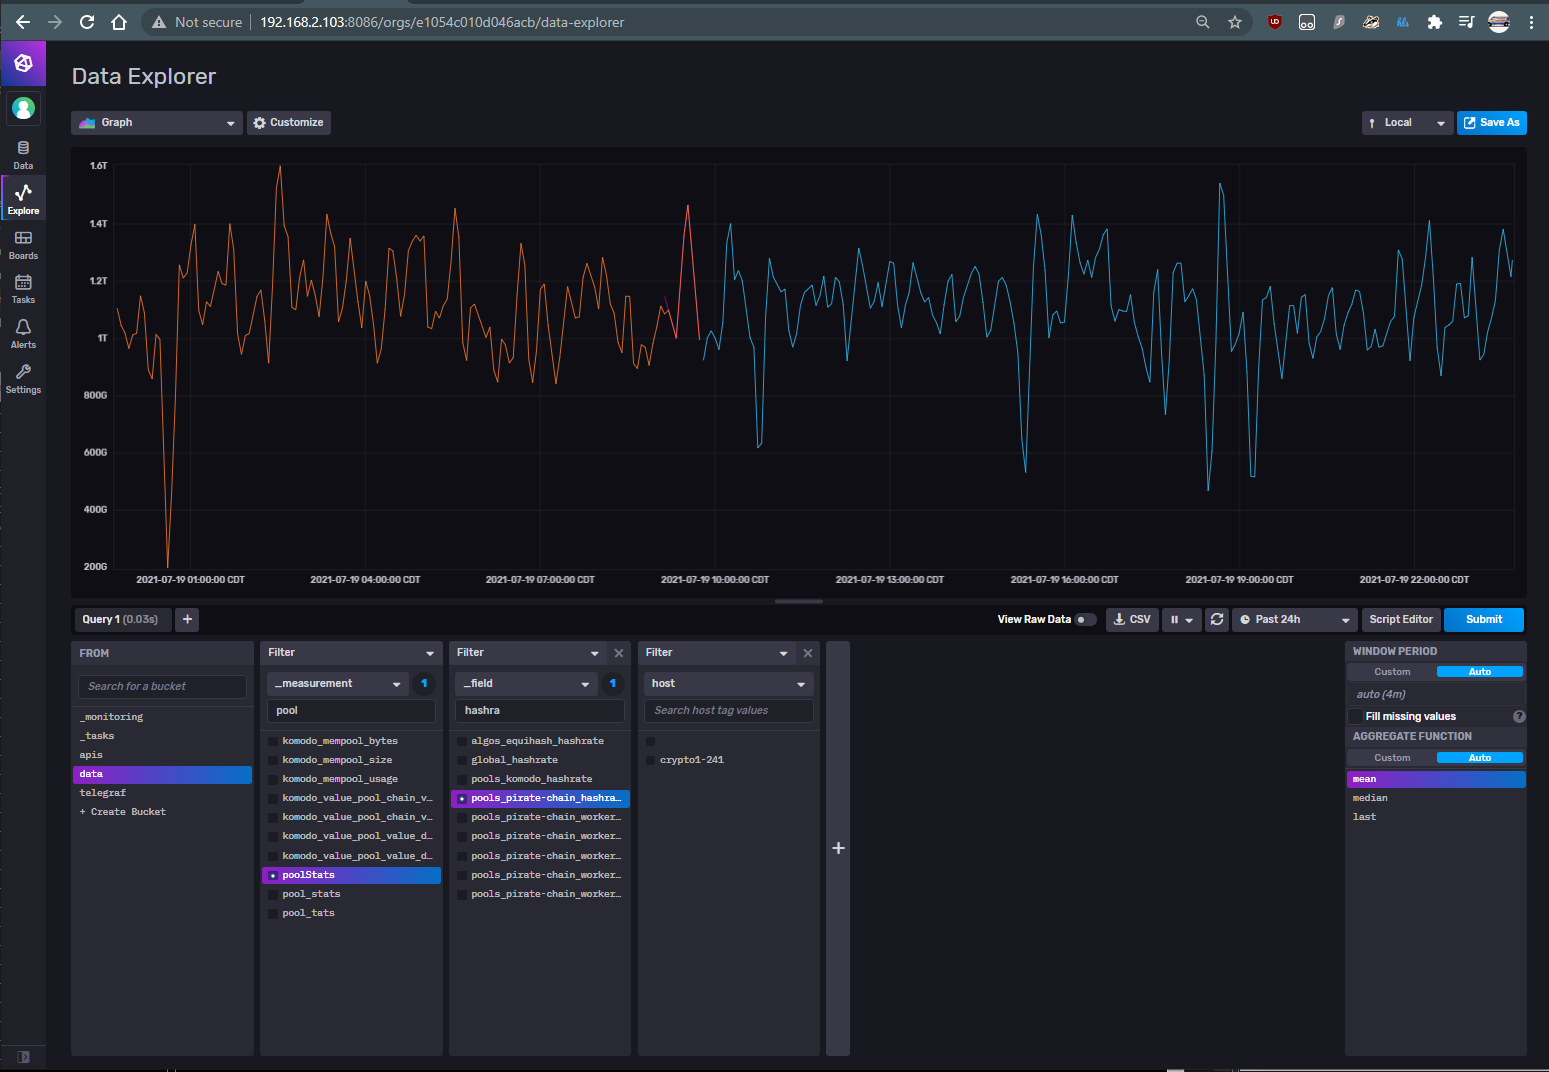 Not secure
192.168.2.103:8086/orgs/e1054c010d046acb/data-explorer
Data Explorer
Graph
Customize
Local
Save As
Data
Explore
Boards
Tasks
Alerts
Settings
1.6T
1.4T
1.2T
1T
800G
600G
400G
200G
2021-07-19 01:00:00 CDT
2021-07-19 04:00:00 CDT
2021-07-19 07:00:00 CDT
2021-07-19 10:00:00 CDT
2021-07-19 13:00:00 CDT
2021-07-19 16:00:00 CDT
2021-07-19 19:00:00 CDT
2021-07-19 22:00:00 CDT
Query 1 (0.03s)
+
View Raw Data
CSV
Past 24h
Script Editor
Submit
FROM
Search for a bucket
_monitoring
_tasks
apis
data
telegraf
+ Create Bucket
Filter
_measurement
1
pool
komodo_mempool_bytes
komodo_mempool_size
komodo_mempool_usage
komodo_value_pool_chain_v…
komodo_value_pool_chain_v…
komodo_value_pool_value_d…
komodo_value_pool_value_d…
poolStats
pool_stats
pool_tats
Filter
_field
1
hashra
algos_equihash_hashrate
global_hashrate
pools_komodo_hashrate
pools_pirate-chain_hashra…
pools_pirate-chain_worker…
pools_pirate-chain_worker…
pools_pirate-chain_worker…
pools_pirate-chain_worker…
pools_pirate-chain_worker…
Filter
host
Search host tag values
crypto1-241
+
WINDOW PERIOD
Custom
Auto
auto (4m)
Fill missing values
?
AGGREGATE FUNCTION
Custom
Auto
mean
median
last